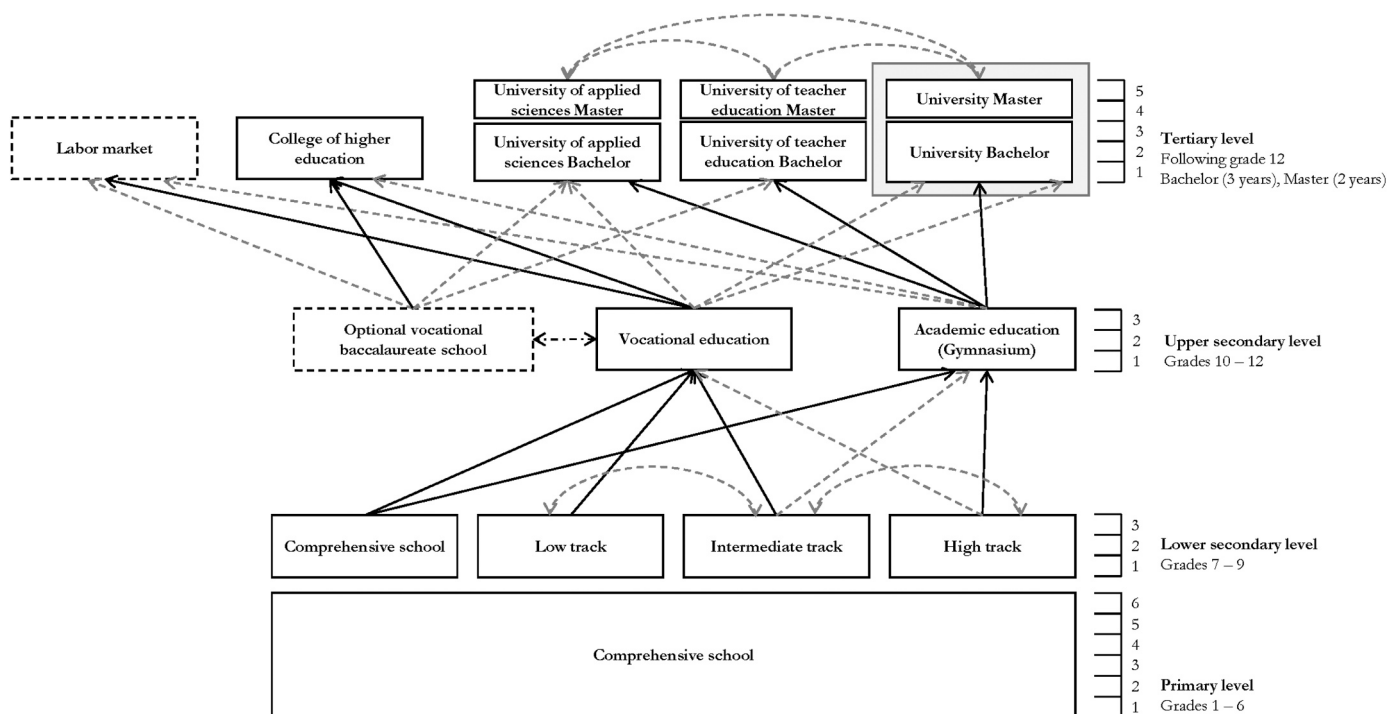 University of applied
sciences Master
University of teacher
education Master
University Master
5
4
Labor market
College of higher
education
University of applied
sciences Bachelor
University of teacher
education Bachelor
University Bachelor
3
2
1
Tertiary level
Following grade 12
Bachelor (3 years), Master (2 years)
Optional vocational
baccalaureate school
Vocational education
Academic education
(Gymnasium)
3
2
1
Upper secondary level
Grades 10 – 12
Comprehensive school
Low track
Intermediate track
High track
3
2
1
Lower secondary level
Grades 7 – 9
Comprehensive school
6
5
4
3
2
1
Primary level
Grades 1 – 6